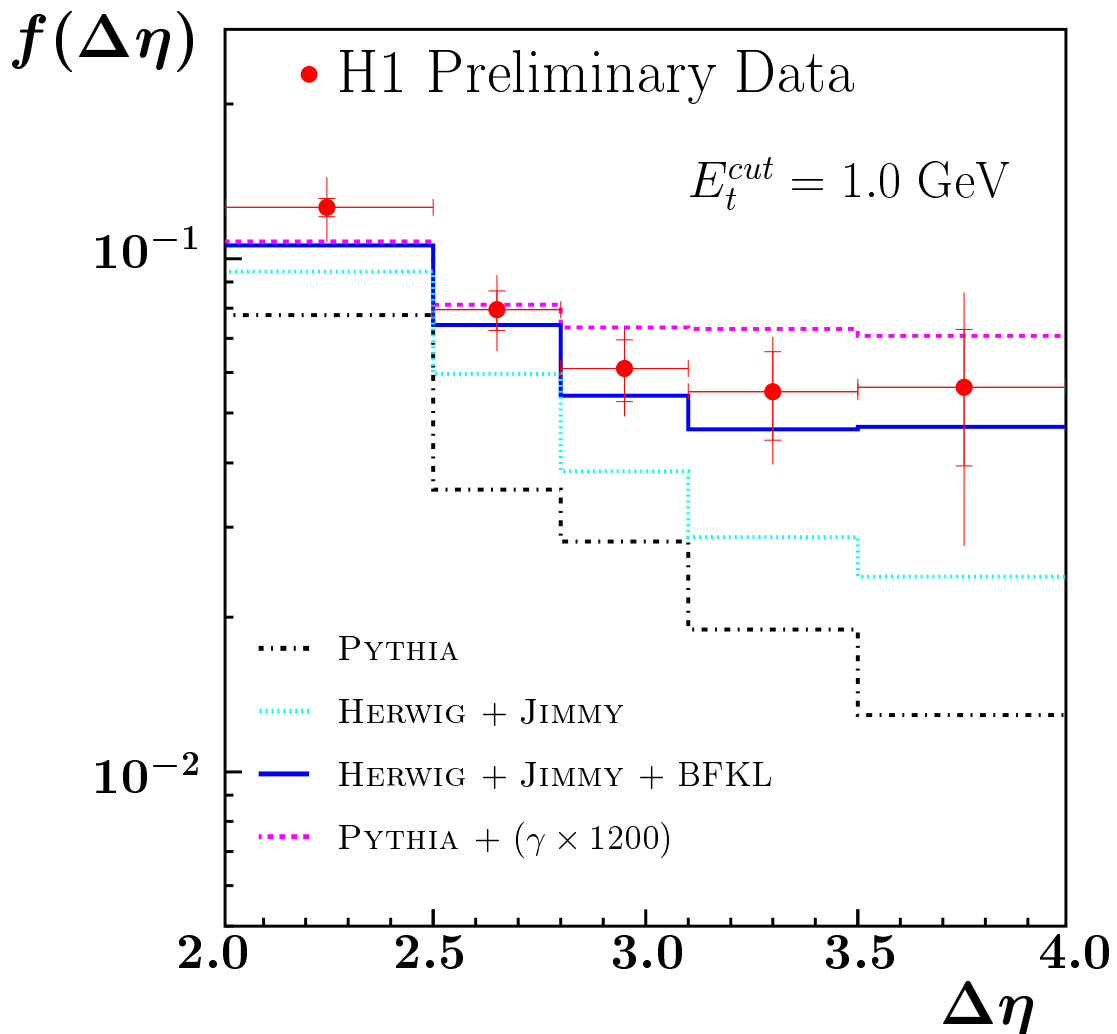 f(Δη)
H1 Preliminary Data
E_t^{cut} = 1.0 GeV
10^{-1}
10^{-2}
PYTHIA
HERWIG + JIMMY
HERWIG + JIMMY + BFKL
PYTHIA + (γ × 1200)
2.0 2.5 3.0 3.5 4.0
Δη